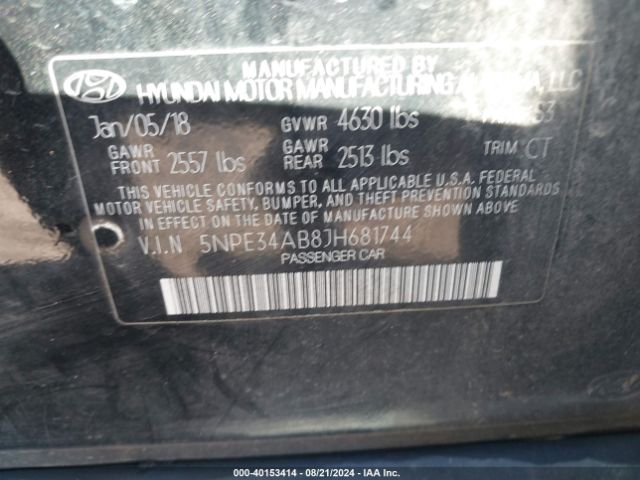 MANUFACTURED BY
HYUNDAI MOTOR MANUFACTURING LLC
Jan/05/18 GVWR 4630 lbs
GAWR FRONT 2557 lbs GAWR REAR 2513 lbs TRIM CT
THIS VEHICLE CONFORMS TO ALL APPLICABLE U.S.A. FEDERAL
MOTOR VEHICLE SAFETY, BUMPER, AND THEFT PREVENTION STANDARDS
IN EFFECT ON THE DATE OF MANUFACTURE SHOWN ABOVE.
V.I.N 5NPE34AB8JH681744
PASSENGER CAR
000-40153414 - 08/21/2024 - IAA Inc.